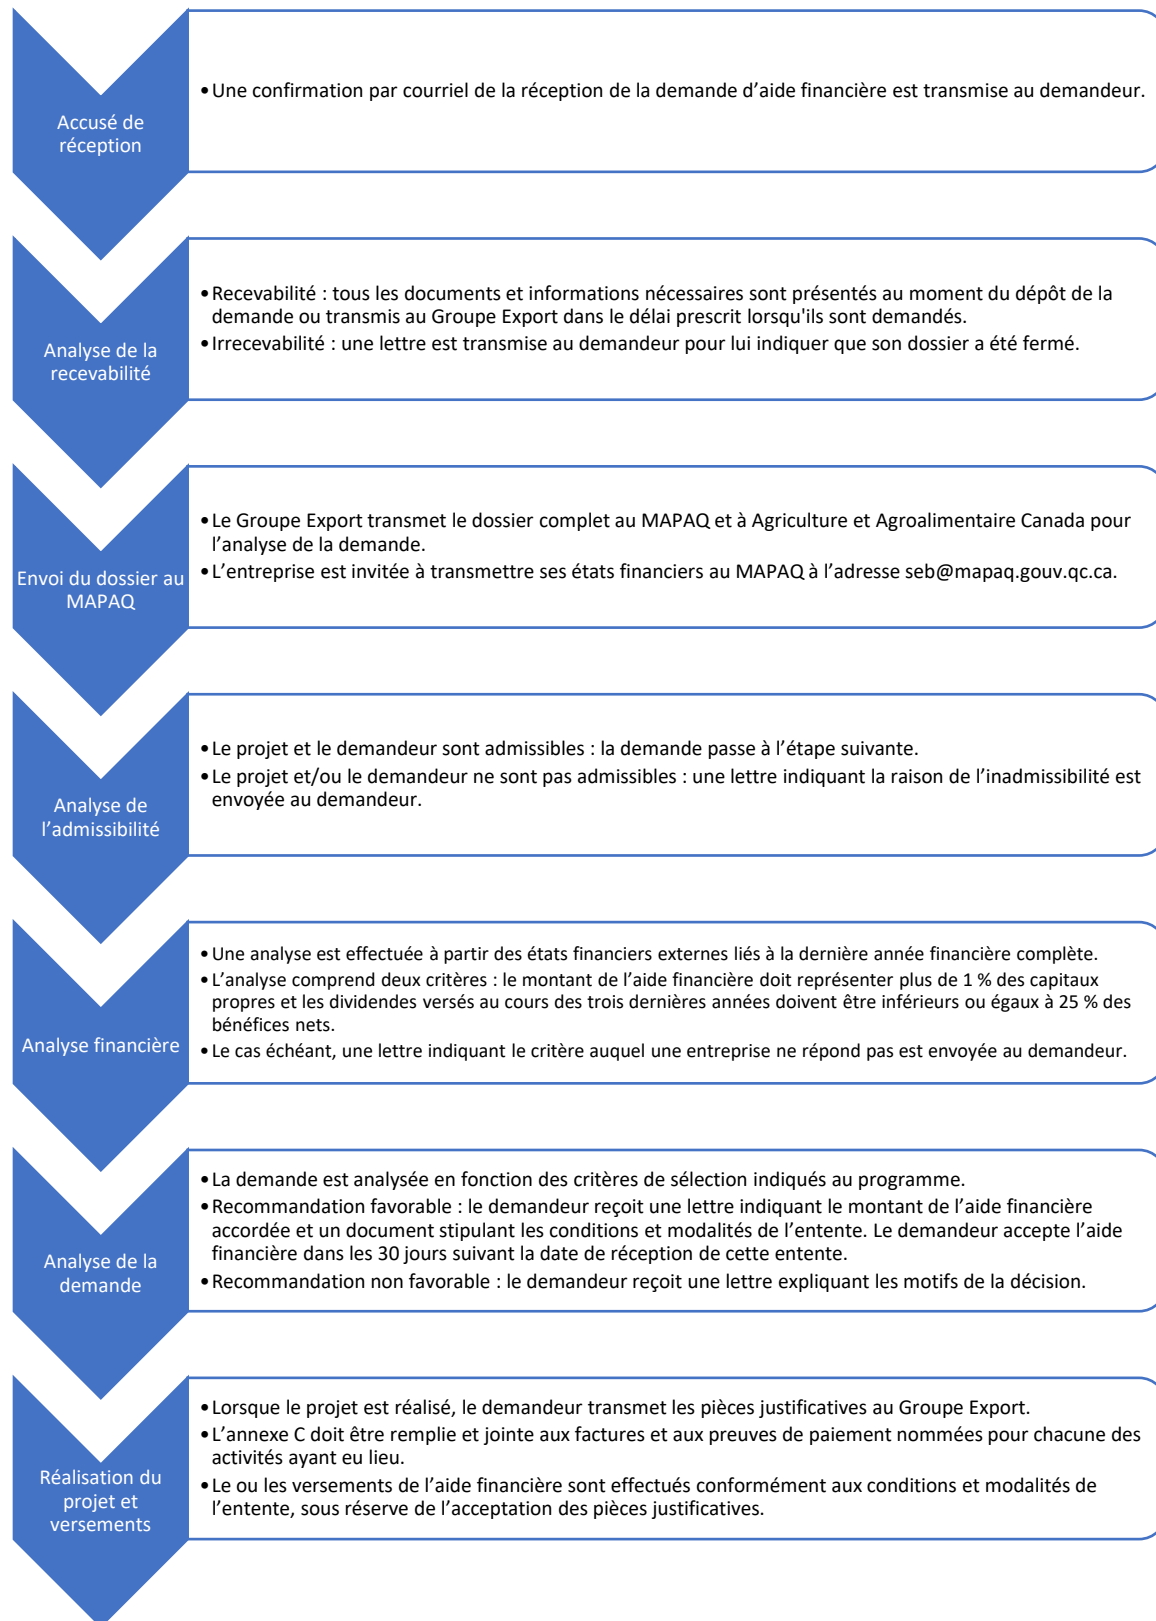 Accusé de
réception
•Une confirmation par courriel de la réception de la demande d’aide financière est transmise au demandeur.
Analyse de la
recevabilité
•Recevabilité : tous les documents et informations nécessaires sont présentés au moment du dépôt de la
demande ou transmis au Groupe Export dans le délai prescrit lorsqu'ils sont demandés.
•Irrecevabilité : une lettre est transmise au demandeur pour lui indiquer que son dossier a été fermé.
Envoi du dossier au
MAPAQ
•Le Groupe Export transmet le dossier complet au MAPAQ et à Agriculture et Agroalimentaire Canada pour
l’analyse de la demande.
•L’entreprise est invitée à transmettre ses états financiers au MAPAQ à l’adresse seb@mapaq.gouv.qc.ca.
Analyse de
l’admissibilité
•Le projet et le demandeur sont admissibles : la demande passe à l’étape suivante.
•Le projet et/ou le demandeur ne sont pas admissibles : une lettre indiquant la raison de l’inadmissibilité est
envoyée au demandeur.
Analyse financière
•Une analyse est effectuée à partir des états financiers externes liés à la dernière année financière complète.
•L’analyse comprend deux critères : le montant de l’aide financière doit représenter plus de 1 % des capitaux
propres et les dividendes versés au cours des trois dernières années doivent être inférieurs ou égaux à 25 % des
bénéfices nets.
•Le cas échéant, une lettre indiquant le critère auquel une entreprise ne répond pas est envoyée au demandeur.
Analyse de la
demande
•La demande est analysée en fonction des critères de sélection indiqués au programme.
•Recommandation favorable : le demandeur reçoit une lettre indiquant le montant de l’aide financière
accordée et un document stipulant les conditions et modalités de l’entente. Le demandeur accepte l’aide
financière dans les 30 jours suivant la date de réception de cette entente.
•Recommandation non favorable : le demandeur reçoit une lettre expliquant les motifs de la décision.
Réalisation du
projet et
versements
•Lorsque le projet est réalisé, le demandeur transmet les pièces justificatives au Groupe Export.
•L’annexe C doit être remplie et jointe aux factures et aux preuves de paiement nommées pour chacune des
activités ayant eu lieu.
•Le ou les versements de l’aide financière sont effectués conformément aux conditions et modalités de
l’entente, sous réserve de l’acceptation des pièces justificatives.